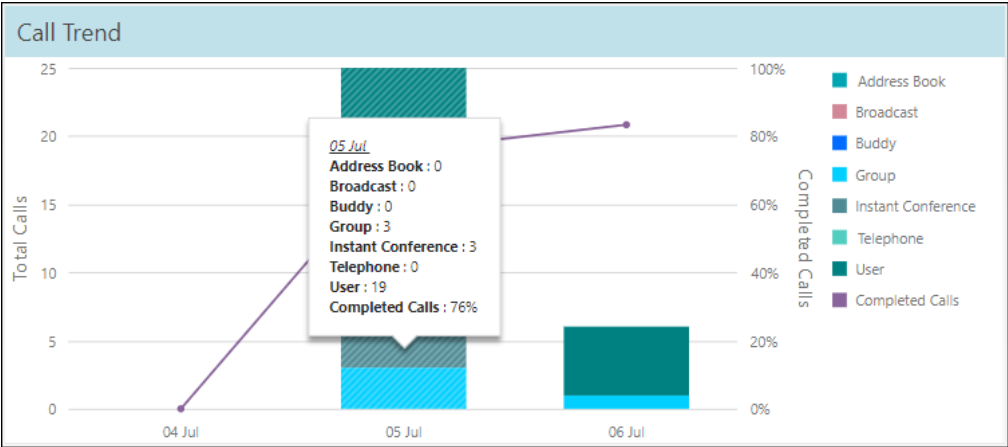 Call Trend
25
20
15
10
5
0
Total Calls
04 Jul
05 Jul
06 Jul
05 Jul
Address Book : 0
Broadcast : 0
Buddy : 0
Group : 3
Instant Conference : 3
Telephone : 0
User : 19
Completed Calls : 76%
100%
80%
60%
40%
20%
0%
Completed Calls
Address Book
Broadcast
Buddy
Group
Instant Conference
Telephone
User
Completed Calls